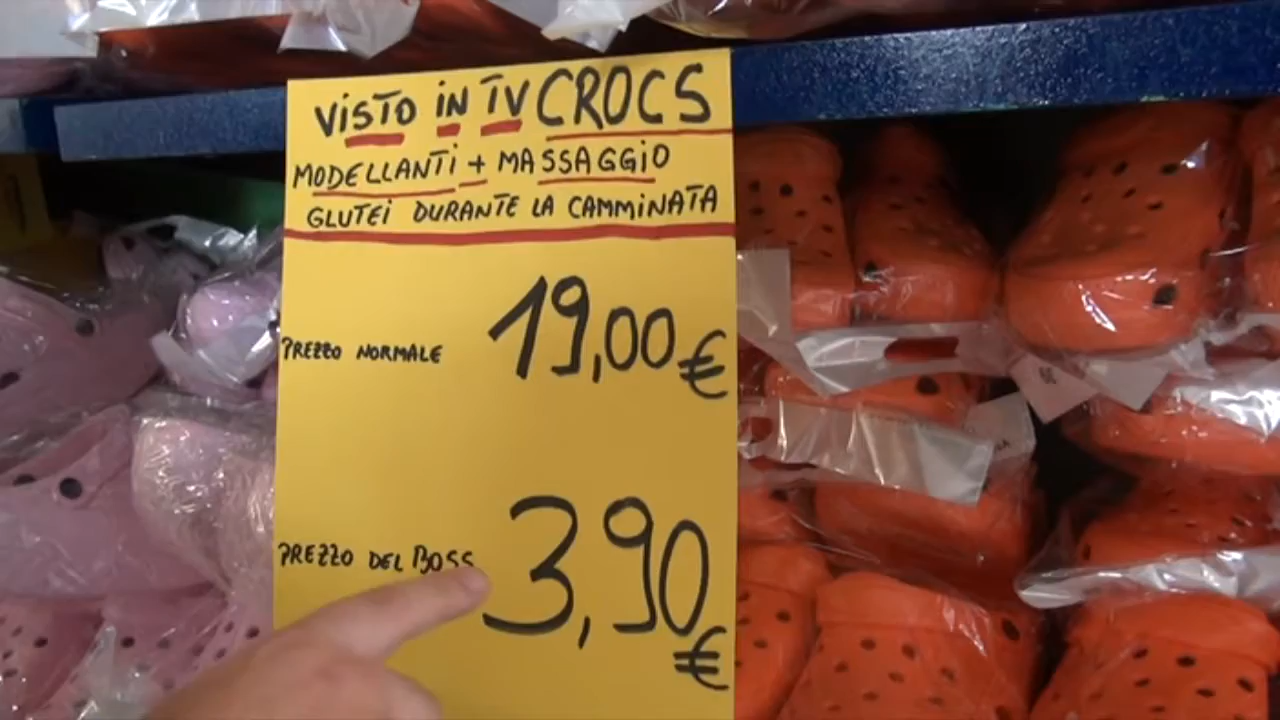 VISTO IN TV CROCS
MODELLANTI + MASSAGGIO
GLUTEI DURANTE LA CAMMINATA
PREZZO NORMALE 19,00 €
PREZZO DEL BOSS 3,90 €